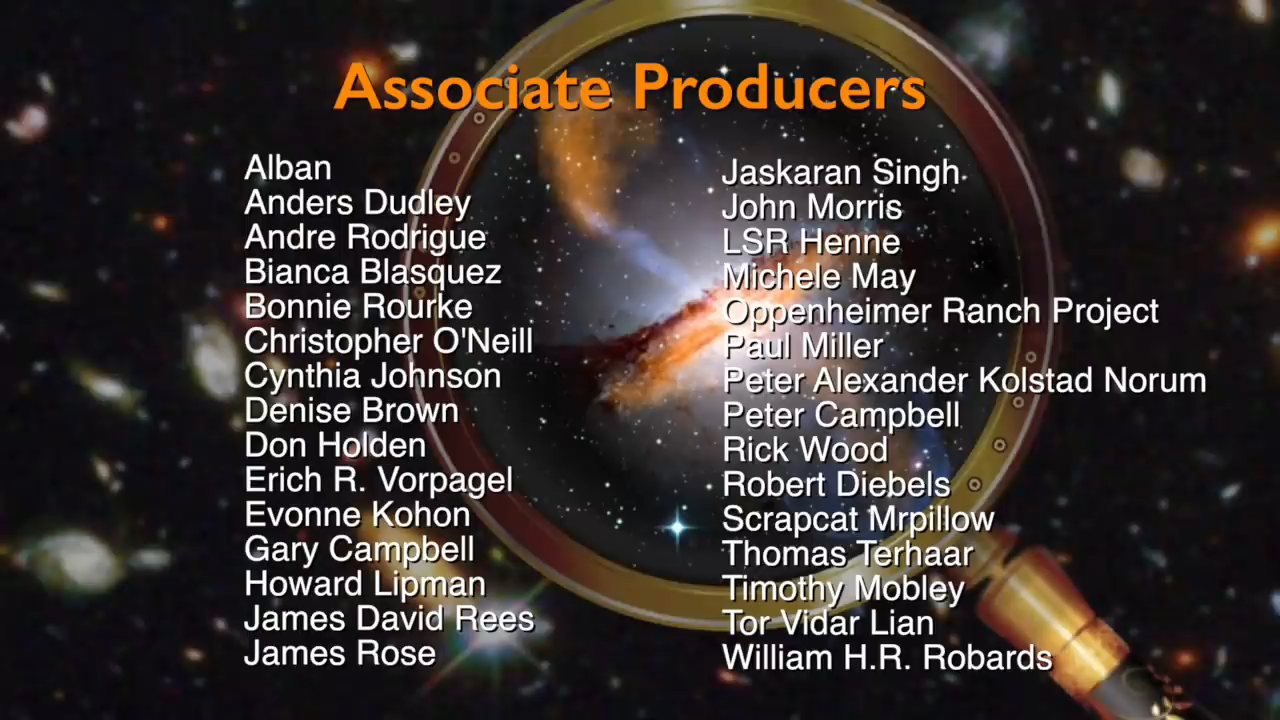 Associate Producers
Alban
Anders Dudley
Andre Rodrigue
Bianca Blasquez
Bonnie Rourke
Christopher O'Neill
Cynthia Johnson
Denise Brown
Don Holden
Erich R. Vorpagel
Evonne Kohon
Gary Campbell
Howard Lipman
James David Rees
James Rose
Jaskaran Singh
John Morris
LSR Henne
Michele May
Oppenheimer Ranch Project
Paul Miller
Peter Alexander Kolstad Norum
Peter Campbell
Rick Wood
Robert Diebels
Scrapcat Mrpillow
Thomas Terhaar
Timothy Mobley
Tor Vidar Lian
William H.R. Robards